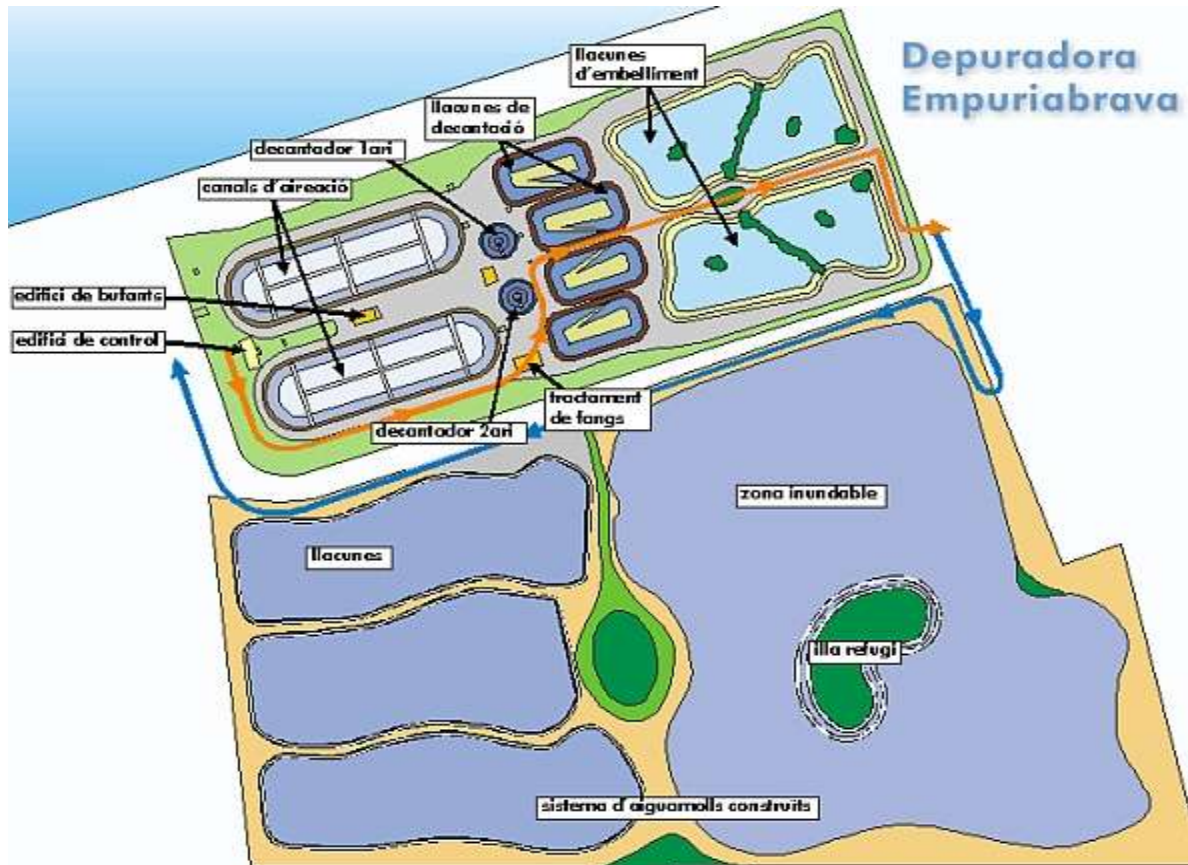 Depuradora
Empuriabrava
llacunes
d'embelliment
llacunes de
decantació
decantador 1ari
canals d'aireació
edifici de bufants
edifici de control
tractament
de fangs
decantador 2ari
zona inundable
llacunes
illa refugi
sistema d'aiguamolls construïts